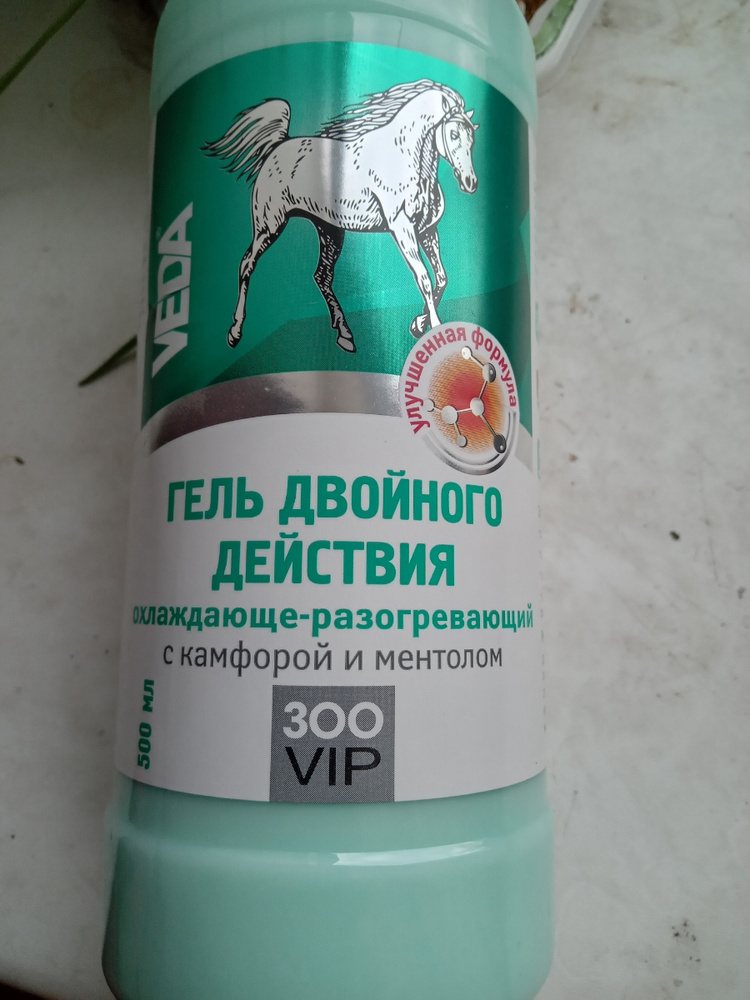 VEDA®
улучшенная формула
ГЕЛЬ ДВОЙНОГО
ДЕЙСТВИЯ
охлаждающе-разогревающий
с камфорой и ментолом
500 мл
ЗОО
VIP